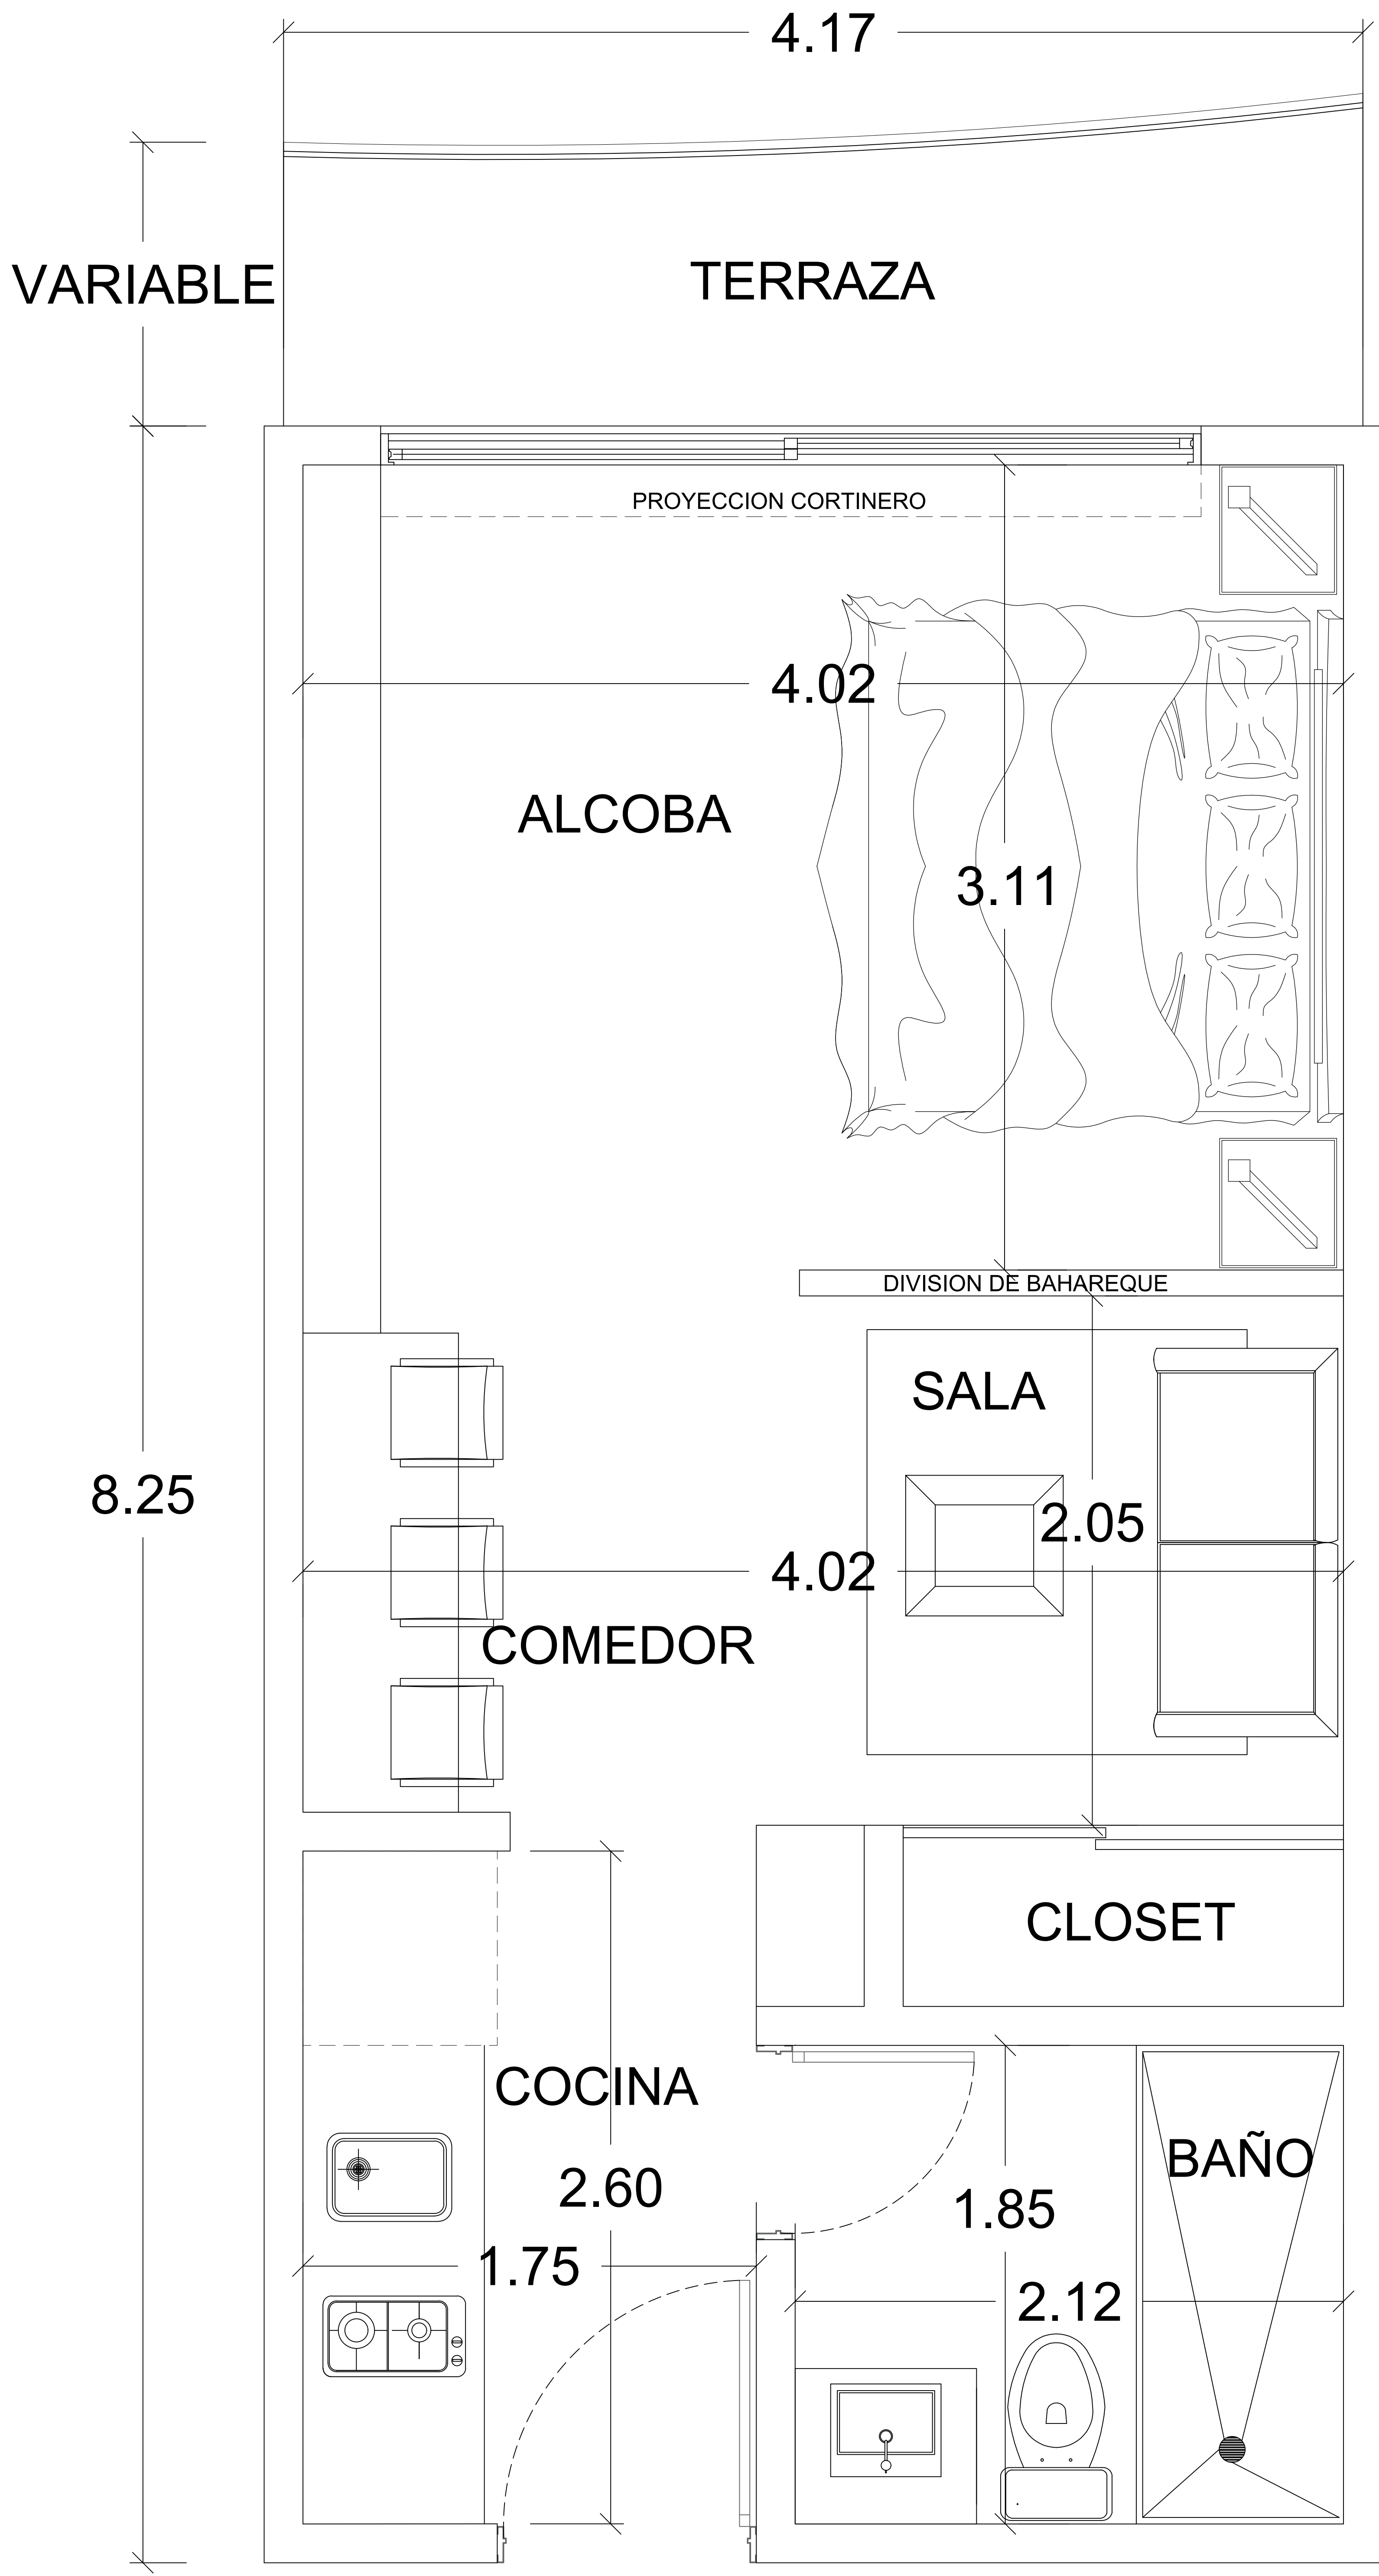 4.17
VARIABLE
TERRAZA
PROYECCION CORTINERO
4.02
ALCOBA
3.11
DIVISION DE BAHAREQUE
SALA
8.25
2.05
4.02
COMEDOR
CLOSET
COCINA
BAÑO
2.60
1.85
1.75
2.12